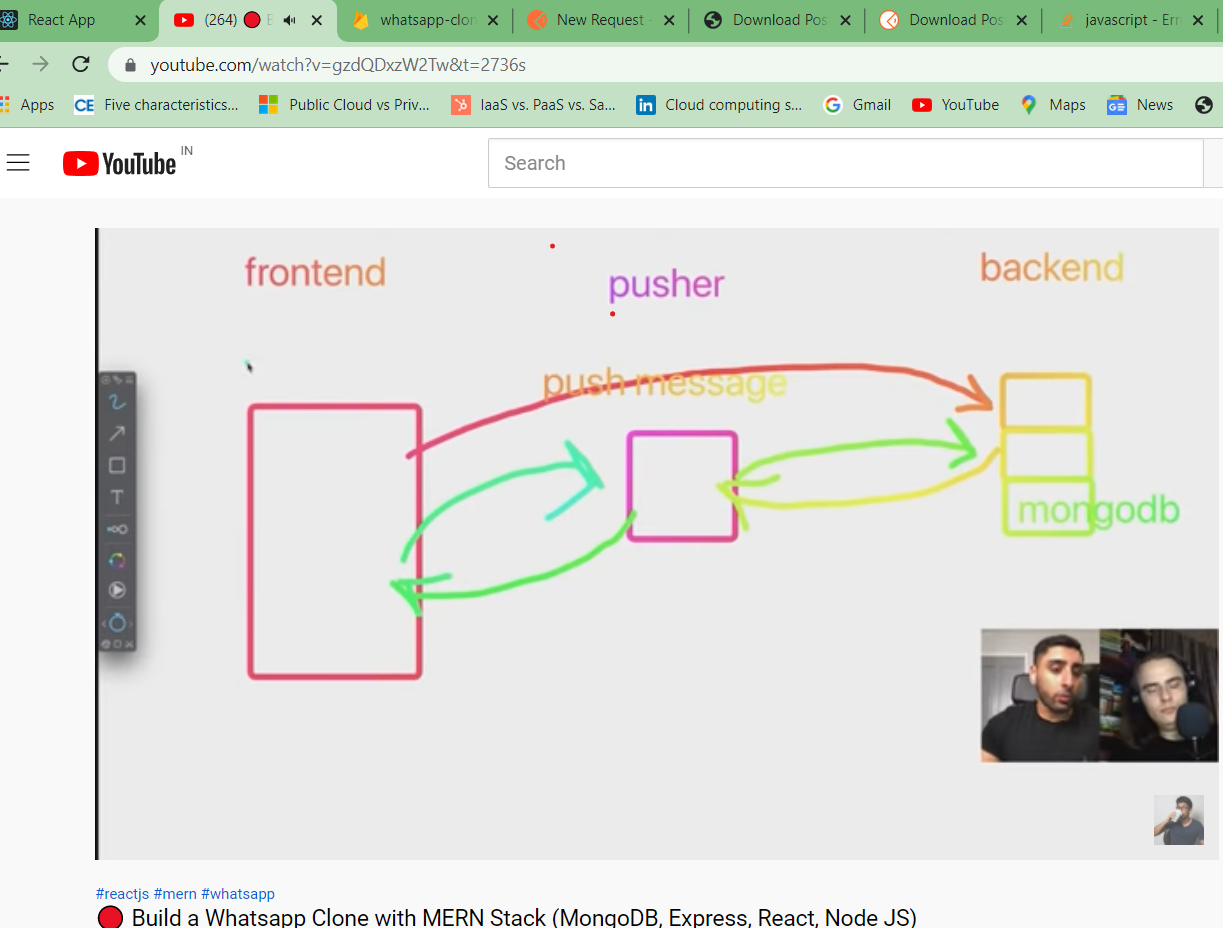 React App
(264)
whatsapp-clon
New Request
Download Pos
Download Pos
javascript - Err
youtube.com/watch?v=gzdQDxzW2Tw&t=2736s
Apps
CE Five characteristics...
Public Cloud vs Priv...
IaaS vs. PaaS vs. Sa...
in Cloud computing s...
Gmail
YouTube
Maps
News
YouTube IN
Search
frontend
pusher
backend
push message
mongodb
T
#reactjs #mern #whatsapp
Build a Whatsapp Clone with MERN Stack (MongoDB, Express, React, Node JS)